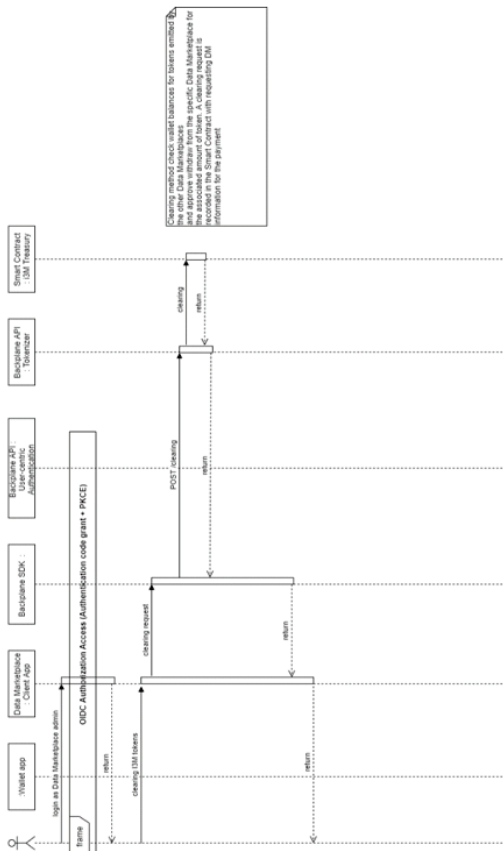 :Wallet app
Data Marketplace
: Client App
Backplane SDK :
Backplane API :
User-centric
Authentication
Backplane API
: Tokenizer
Smart Contract
: I3M Treasury
login as Data Marketplace admin
frame
OIDC Authorization Access (Authentication code grant + PKCE)
return
clearing I3M tokens
clearing request
POST /clearing
clearing
return
return
return
return
Clearing method check wallet balances for tokens emitted by
the other Data Marketplaces
and approve withdraw from the specific Data Marketplace for
the associated amount of token. A clearing request is
recorded in the Smart Contract with requesting DM
information for the payment